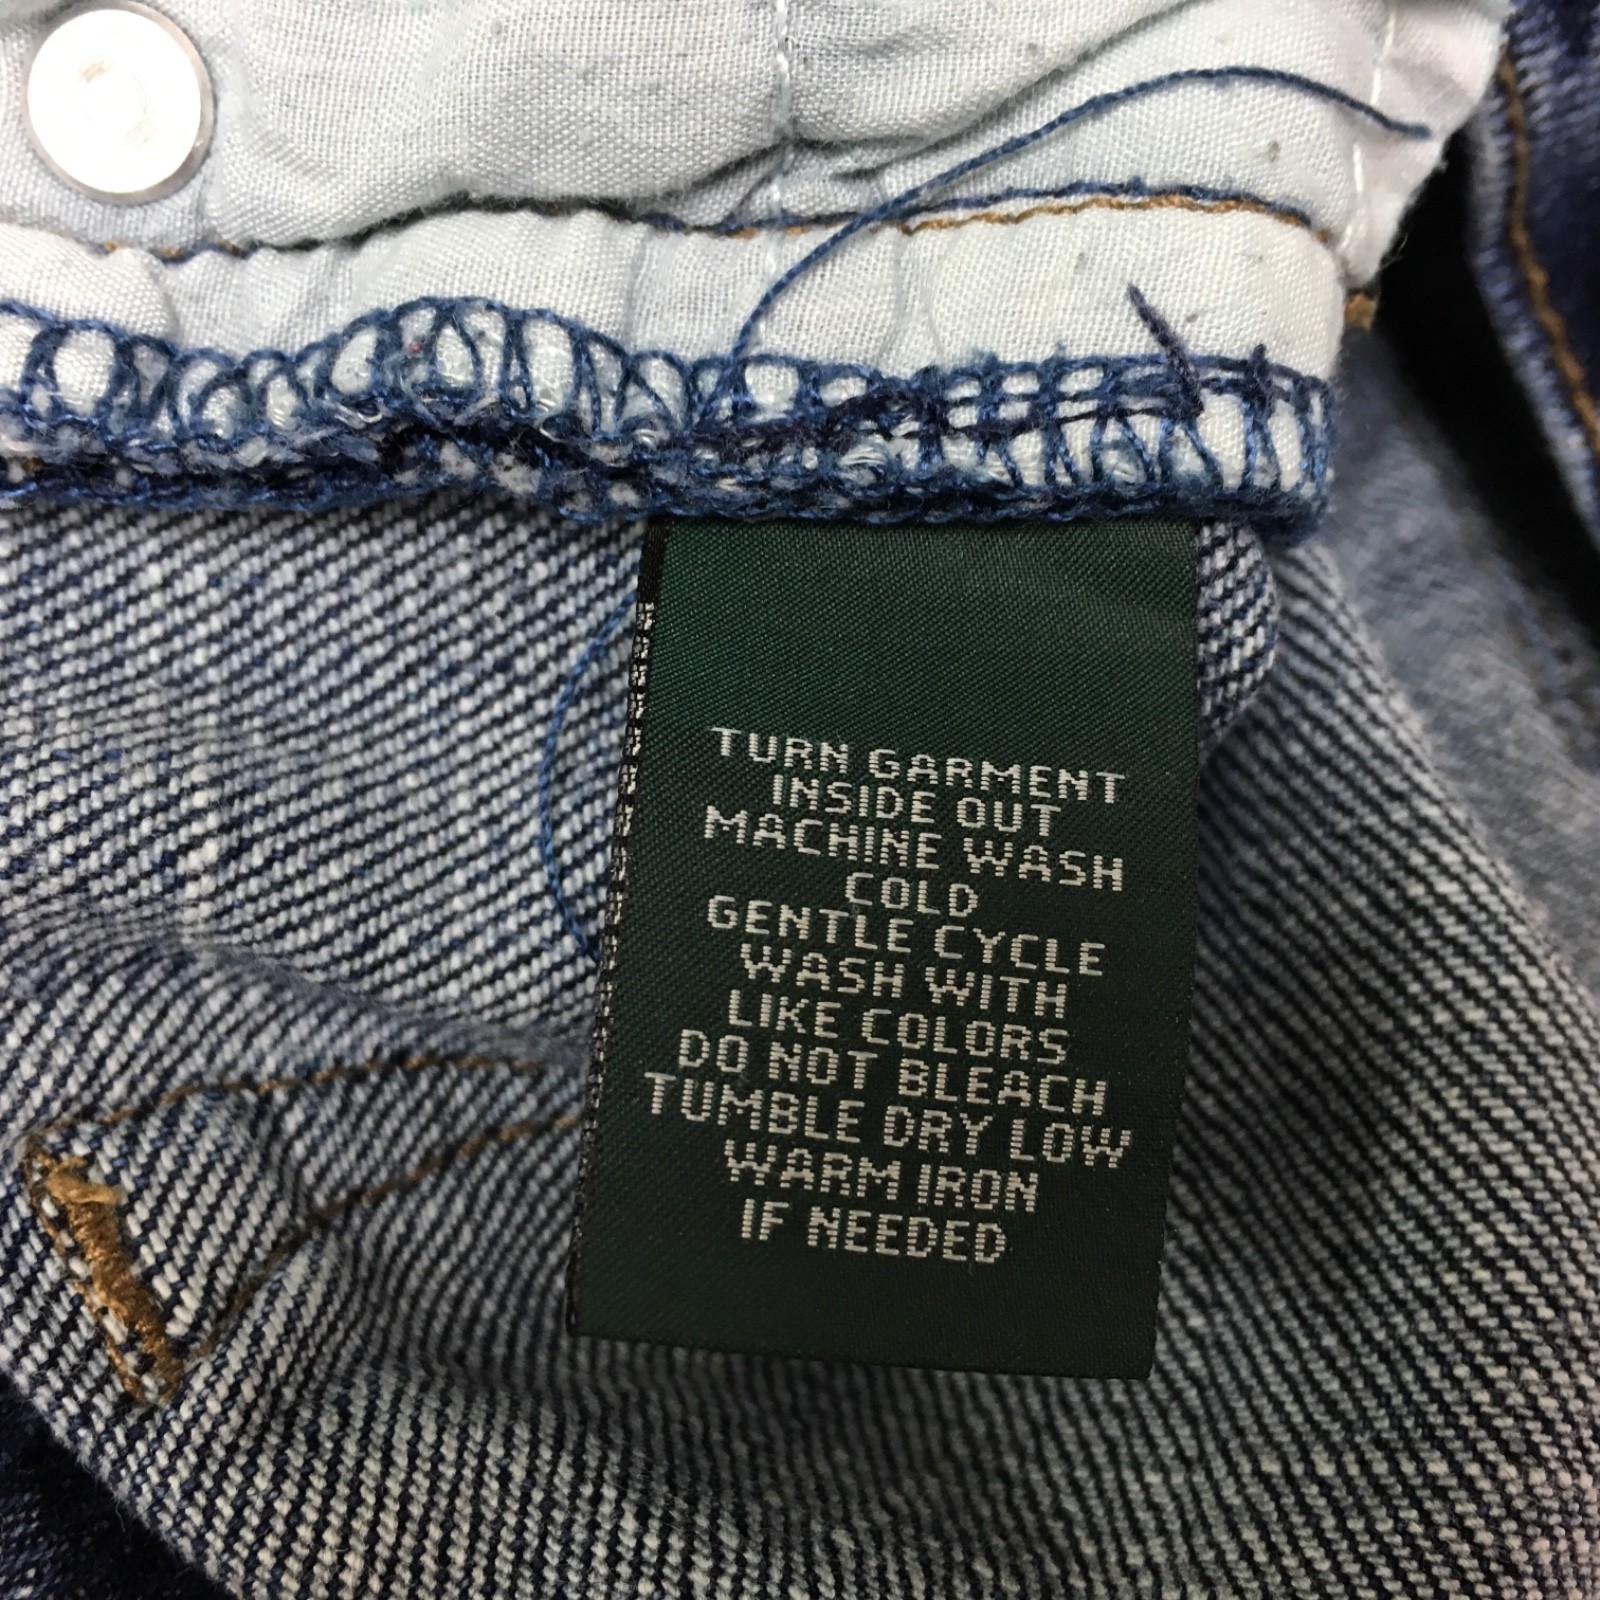 TURN GARMENT
INSIDE OUT
MACHINE WASH
COLD
GENTLE CYCLE
WASH WITH
LIKE COLORS
DO NOT BLEACH
TUMBLE DRY LOW
WARM IRON
IF NEEDED